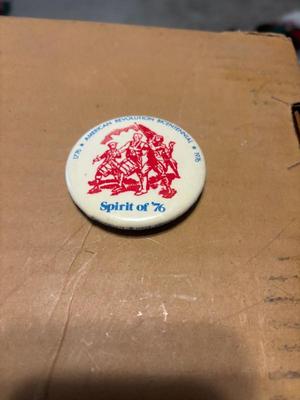 1776 ★ AMERICAN REVOLUTION BICENTENNIAL ★ 1976
Spirit of '76